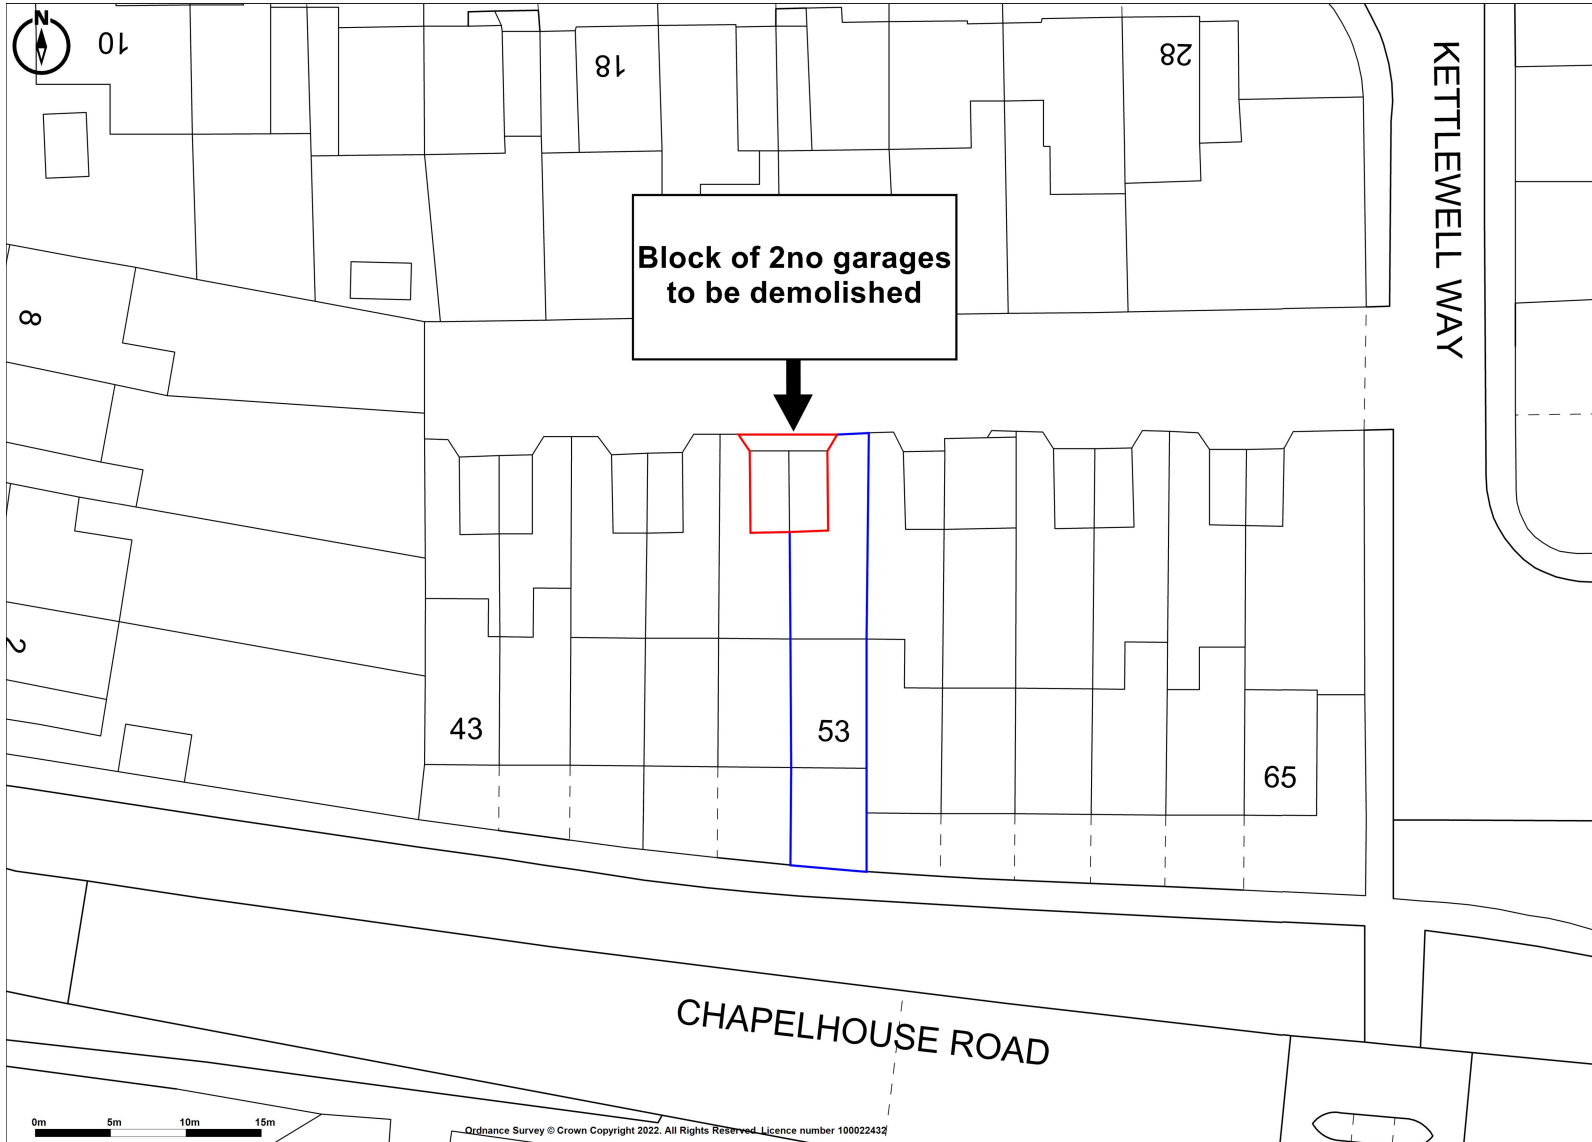 N
10
18
28
KETTLEWELL WAY
Block of 2no garages
to be demolished
8
2
43
53
65
CHAPELHOUSE ROAD
0m 5m 10m 15m
Ordnance Survey © Crown Copyright 2022. All Rights Reserved. Licence number 100022432